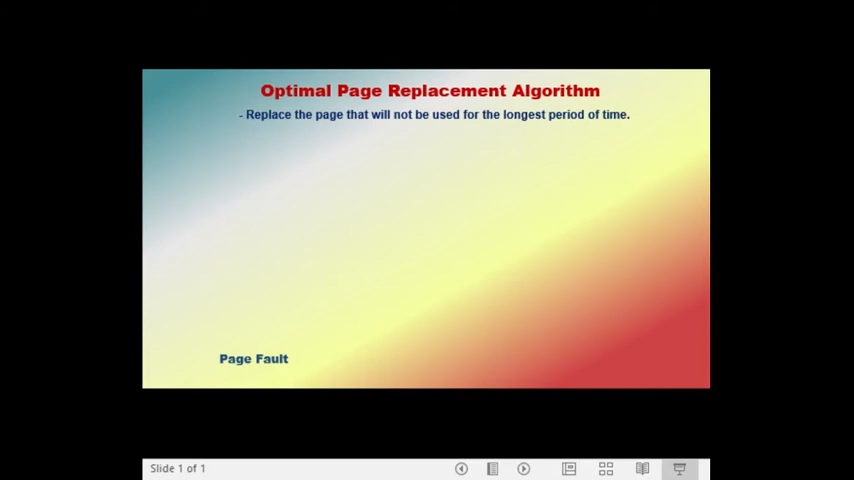 Optimal Page Replacement Algorithm
- Replace the page that will not be used for the longest period of time.
Page Fault
Slide 1 of 1